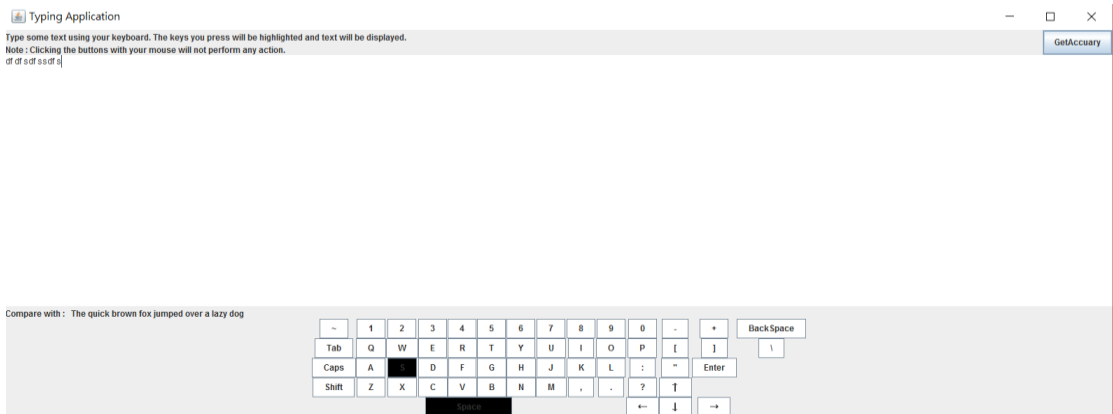 Typing Application
Type some text using your keyboard. The keys you press will be highlighted and text will be displayed.
Note : Clicking the buttons with your mouse will not perform any action.
GetAccuary
df df sdf ssdf s
Compare with : The quick brown fox jumped over a lazy dog
~ 1 2 3 4 5 6 7 8 9 0 - + BackSpace
Tab Q W E R T Y U I O P [ ] \
Caps A S D F G H J K L : " Enter
Shift Z X C V B N M , . ? ↑
Space ← ↓ →